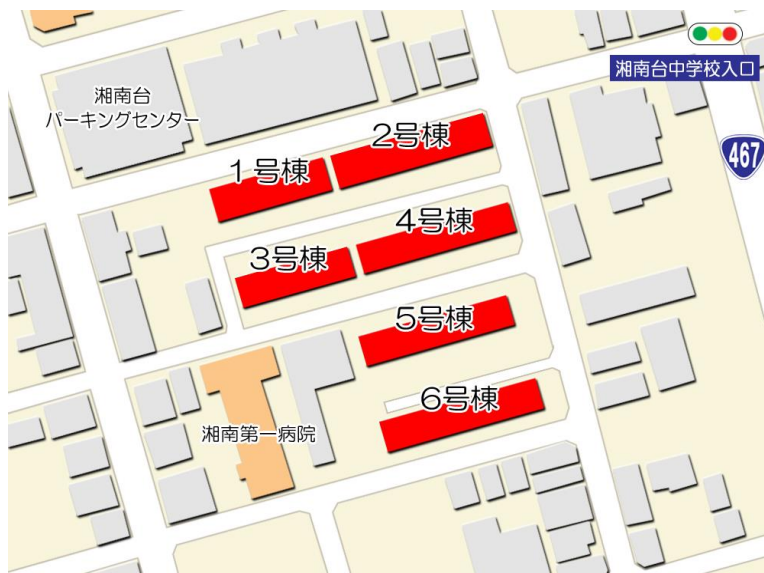 湘南台中学校入口
467
湘南台
パーキングセンター
1号棟
2号棟
3号棟
4号棟
5号棟
6号棟
湘南第一病院